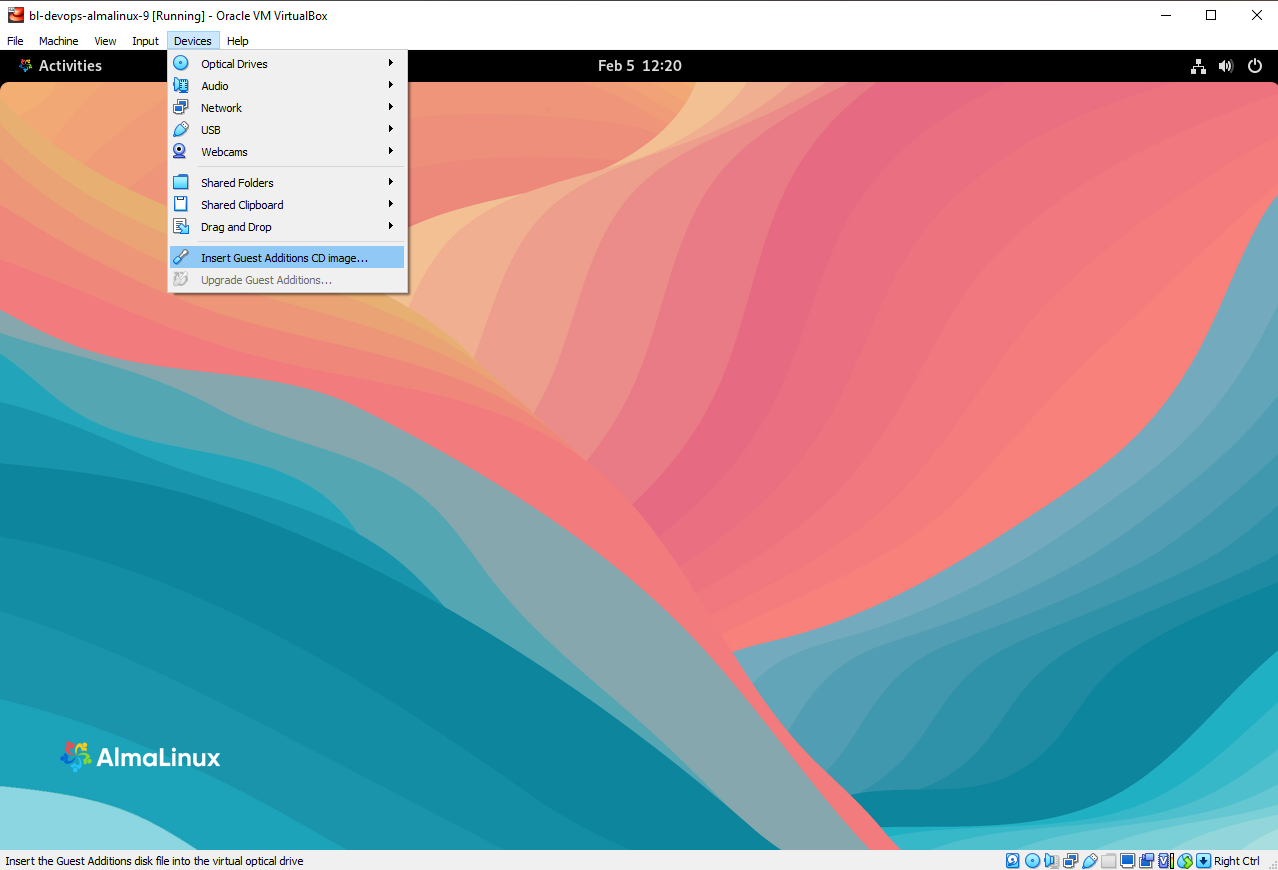 bl-devops-almalinux-9 [Running] - Oracle VM VirtualBox
File Machine View Input Devices Help
Activities
Feb 5 12:20
Optical Drives
Audio
Network
USB
Webcams
Shared Folders
Shared Clipboard
Drag and Drop
Insert Guest Additions CD image...
Upgrade Guest Additions...
AlmaLinux
Insert the Guest Additions disk file into the virtual optical drive
Right Ctrl